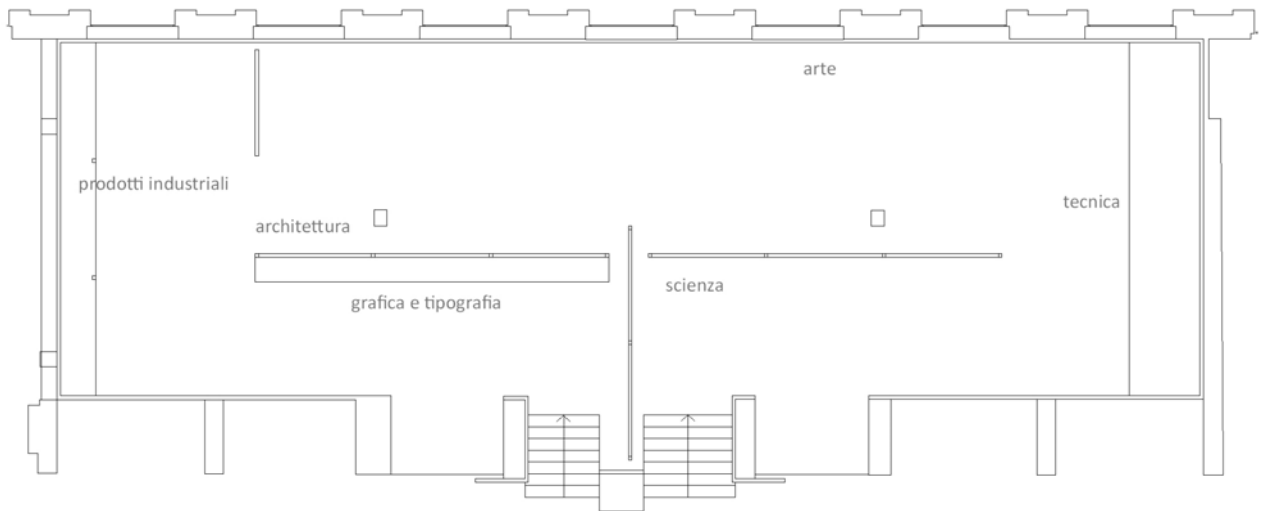 arte
prodotti industriali
tecnica
architettura
scienza
grafica e tipografia